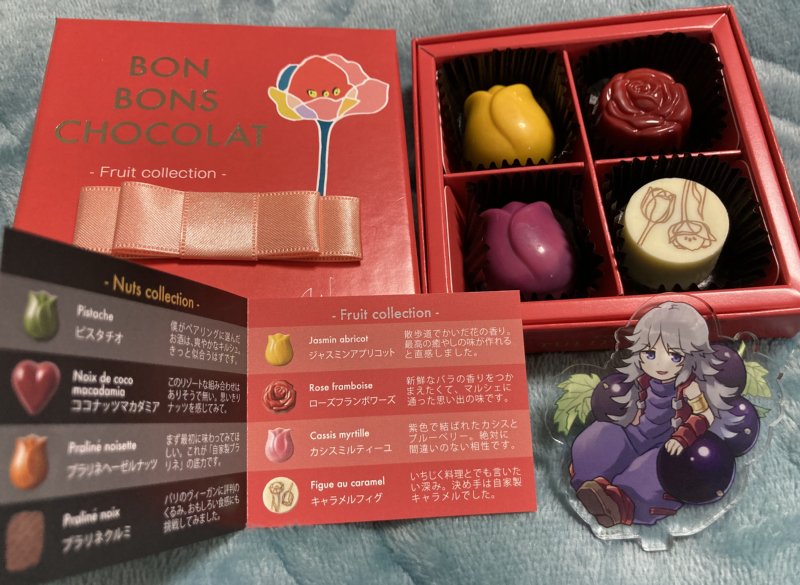 BON
BONS
CHOCOLAT
- Fruit collection -
- Nuts collection -
Pistache
ピスタチオ
僕がペアリングに選んだ
お酒は、爽やかなキルシュ。
きっと似合うはずです。
Noix de coco
macadamia
ココナッツマカダミア
このリゾートな組み合わせは
ありそうで無い。思いきり
ナッツを感じてみて。
Praliné noisette
プラリネヘーゼルナッツ
まず最初に味わってみてほ
しい。これが「自家製プラ
リネ」の底力です。
Praliné noix
プラリネクルミ
パリのヴィーガンに評判の
くるみ。おもしろい食感にも
挑戦してみました。
- Fruit collection -
Jasmin abricot
ジャスミンアプリコット
散歩道でかいだ花の香り。
最高の癒やしの味が作れる
と直感しました。
Rose framboise
ローズフランボワーズ
新鮮なバラの香りをつか
まえたくて、マルシェに
通った思い出の味です。
Cassis myrtille
カシスミルティーユ
紫色で結ばれたカシスと
ブルーベリー。絶対に
間違いのない相性です。
Figue au caramel
キャラメルフィグ
いちじく料理とでも言いた
い深み。決め手は自家製
キャラメルでした。